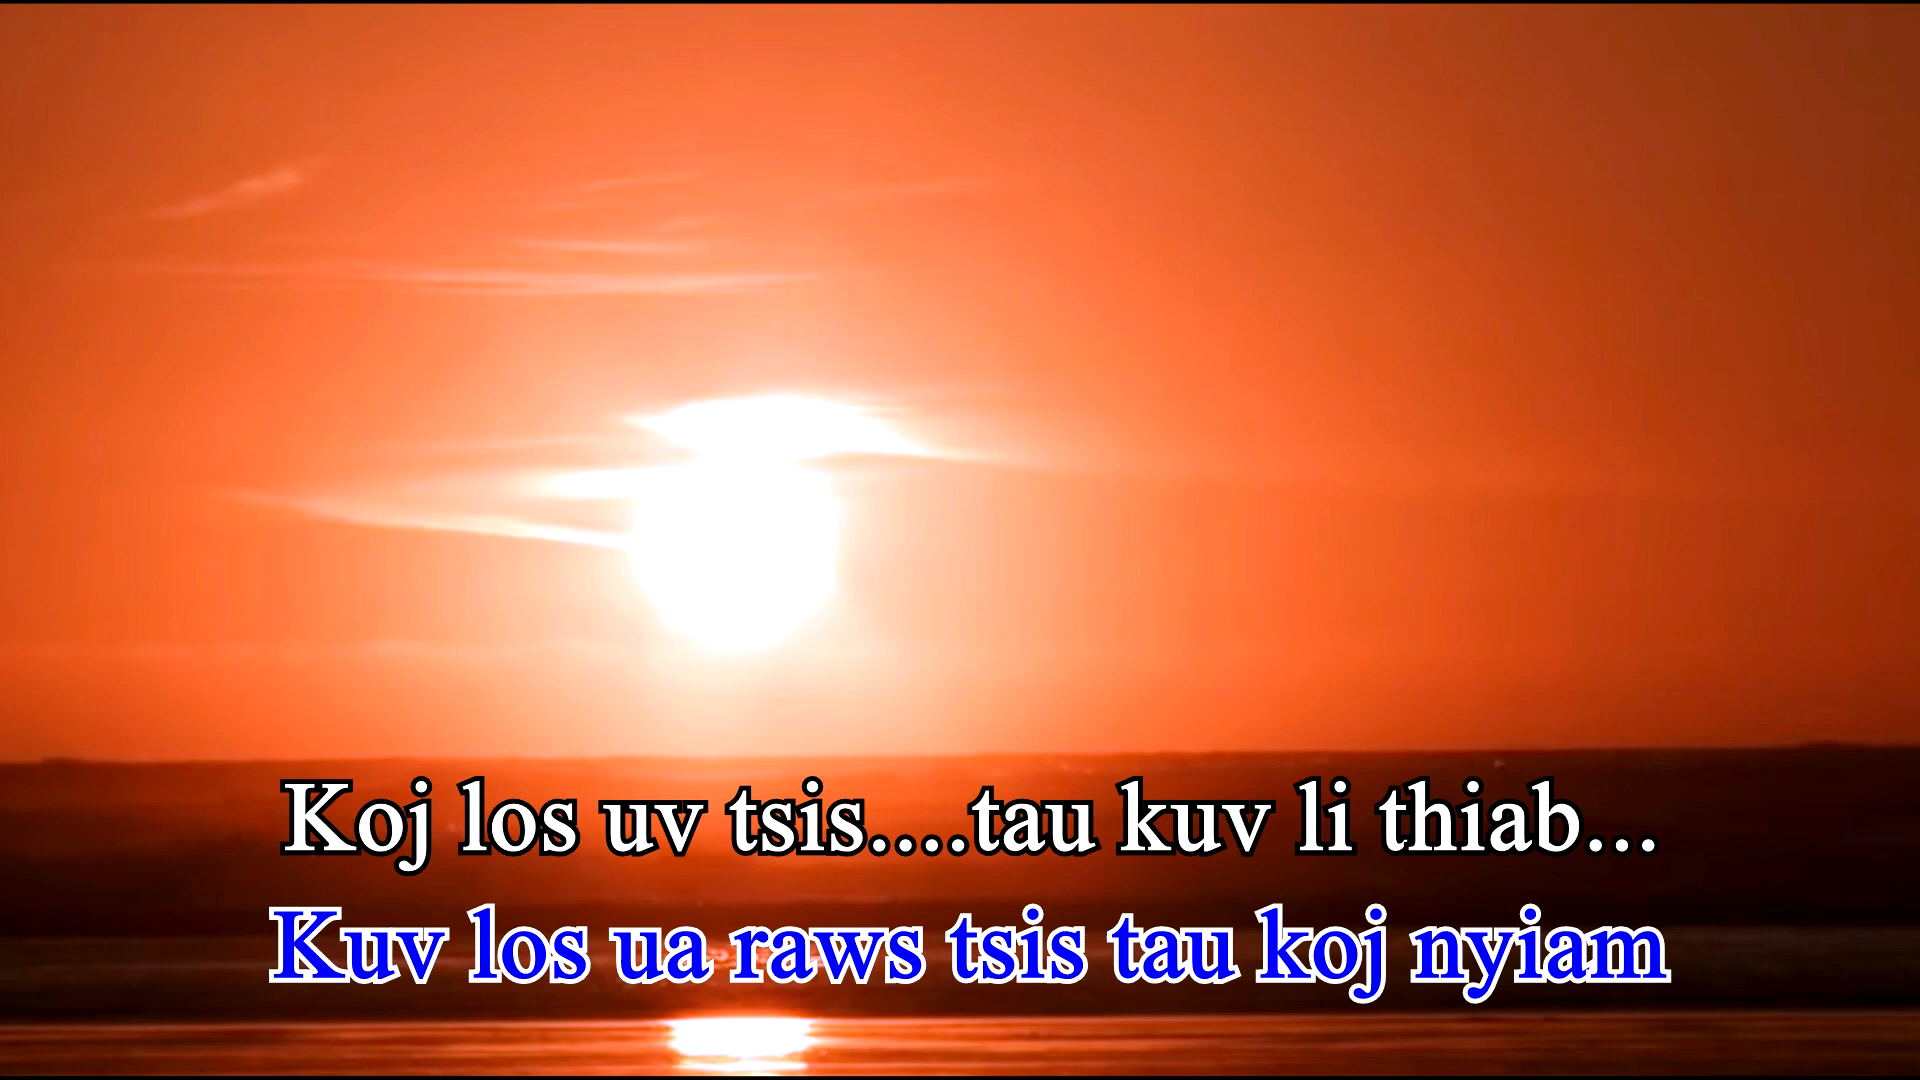 Koj los uv tsis....tau kuv li thiab...
Kuv los ua raws tsis tau koj nyiam